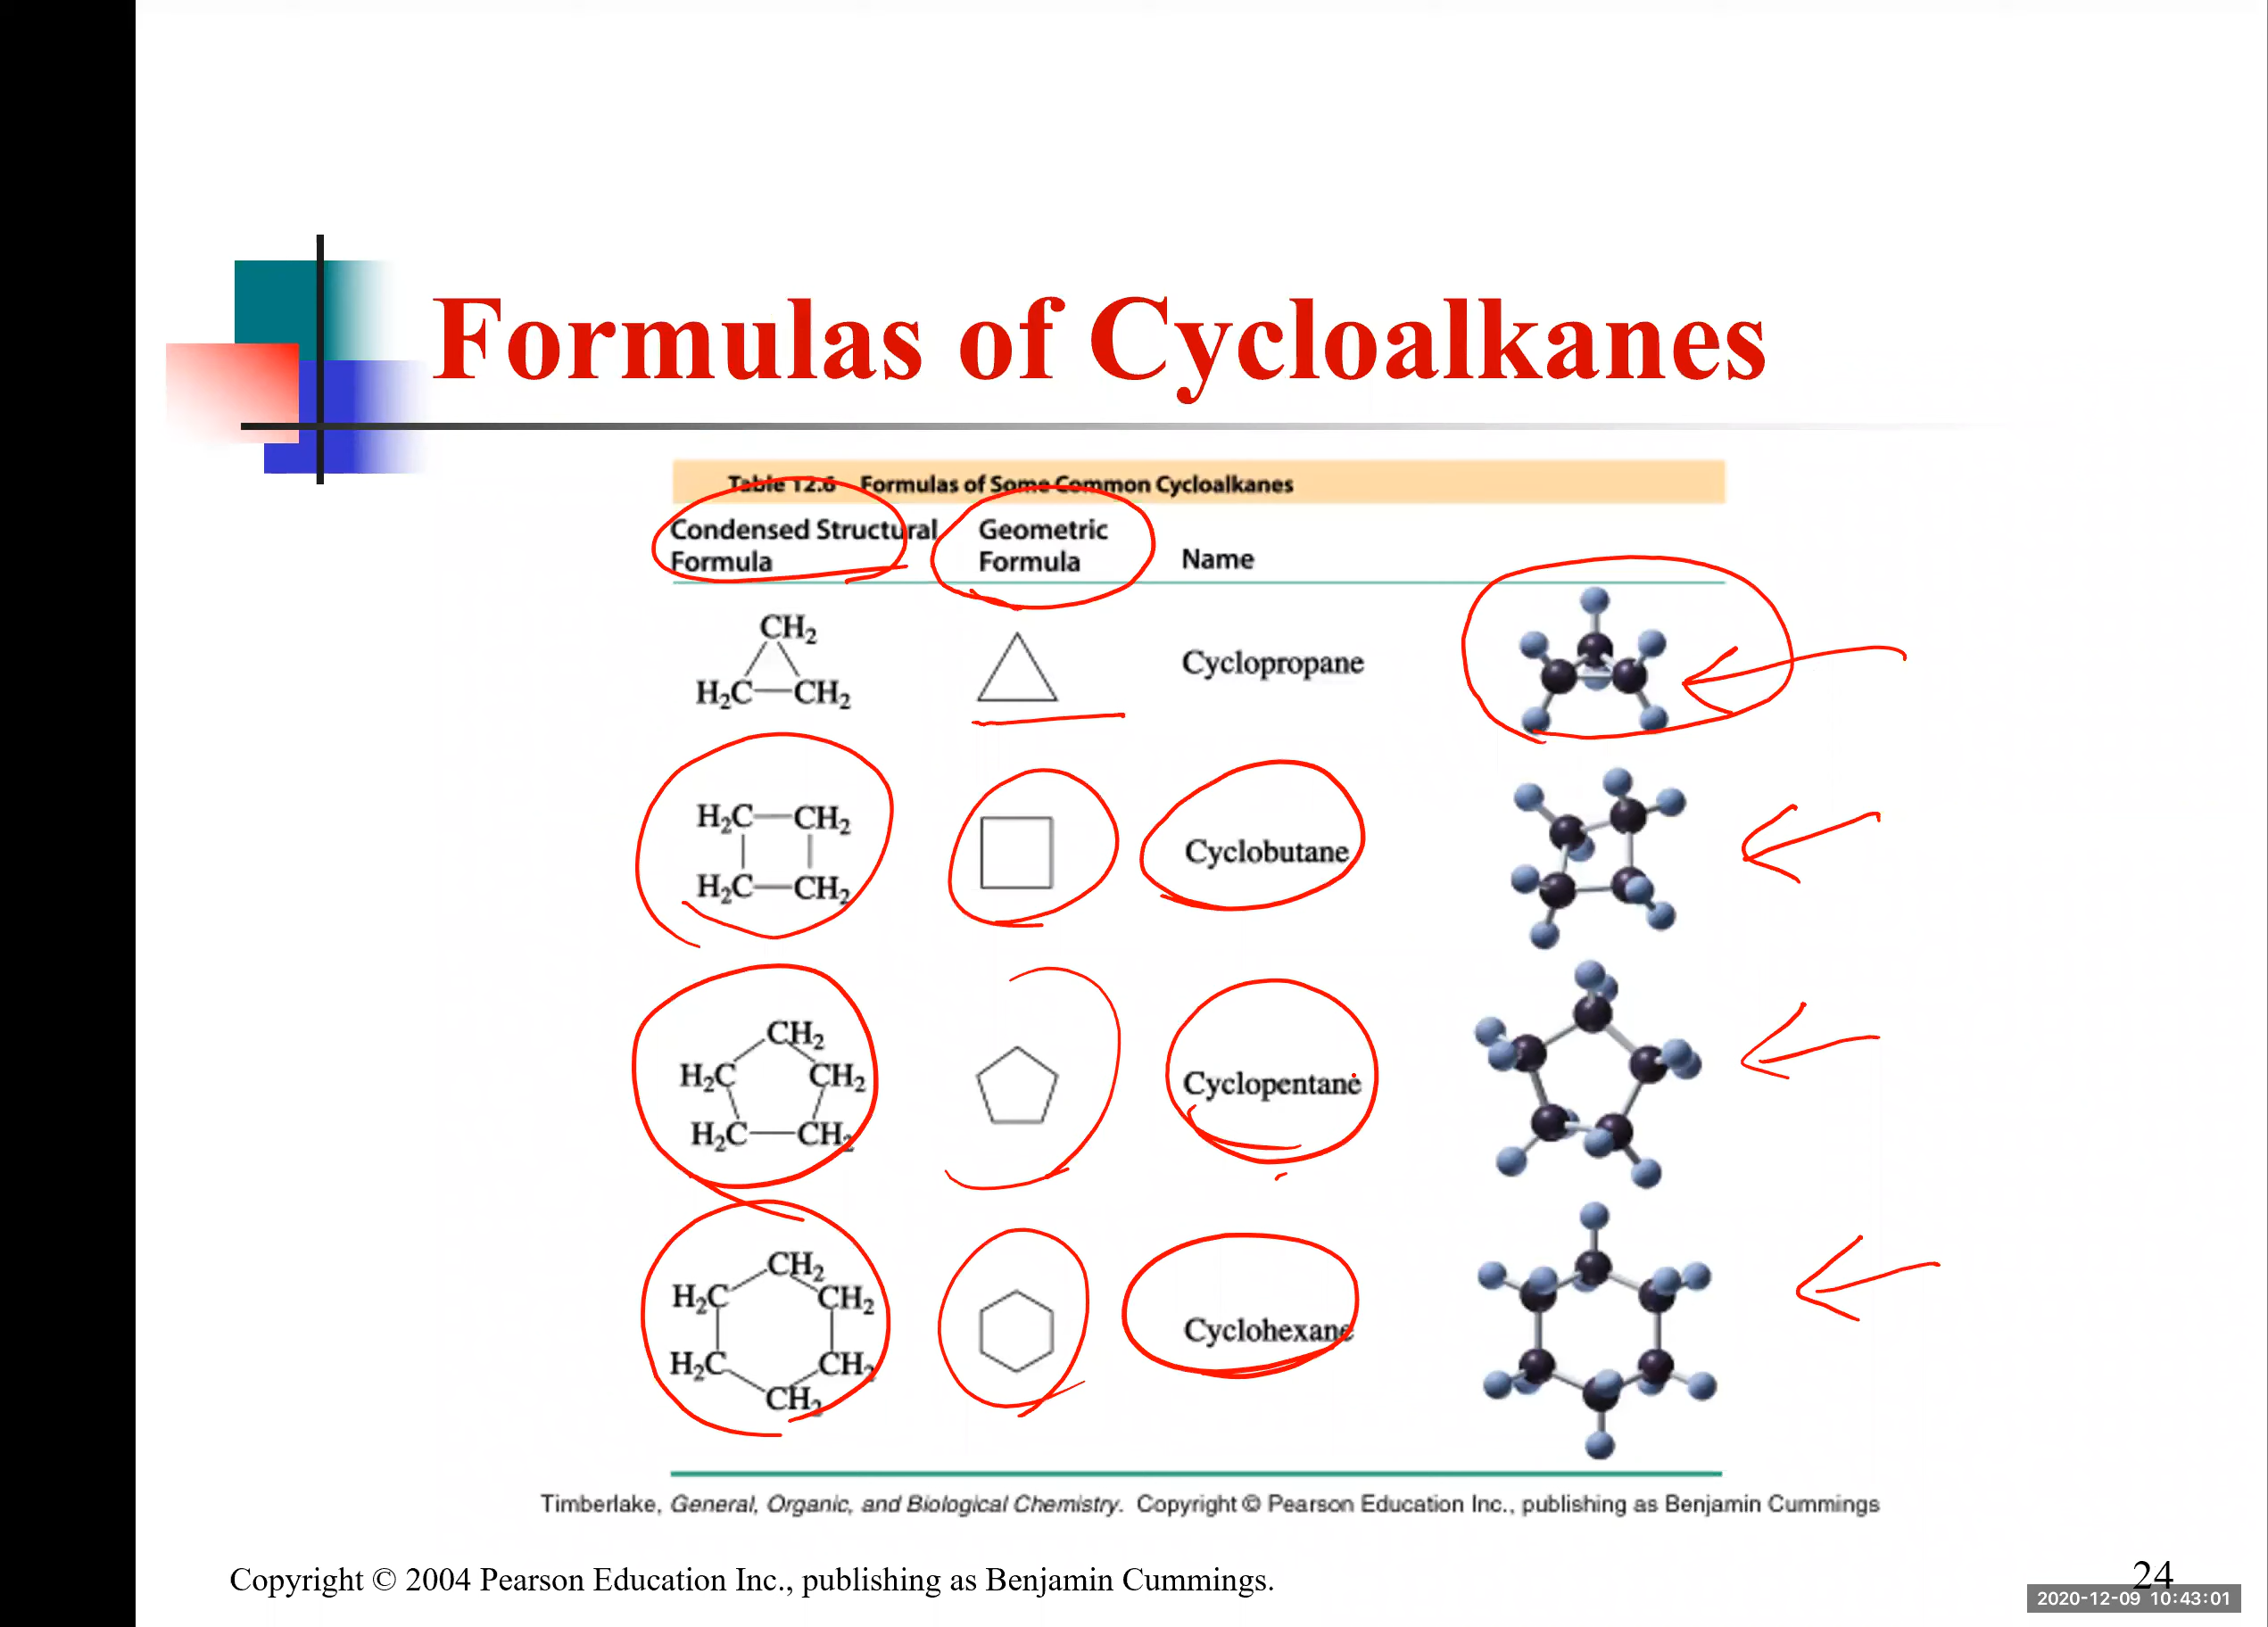 Formulas of Cycloalkanes
Table 12.6 Formulas of Some Common Cycloalkanes
Condensed Structural
Formula
Geometric
Formula
Name
CH₂
H₂C CH₂
Cyclopropane
H₂C CH₂
H₂C CH₂
Cyclobutane
CH₂
H₂C CH₂
H₂C CH₂
Cyclopentane
CH₂
H₂C CH₂
H₂C CH₂
CH₂
Cyclohexane
Timberlake, General, Organic, and Biological Chemistry. Copyright © Pearson Education Inc., publishing as Benjamin Cummings
Copyright © 2004 Pearson Education Inc., publishing as Benjamin Cummings.
24
2020-12-09 10:43:01